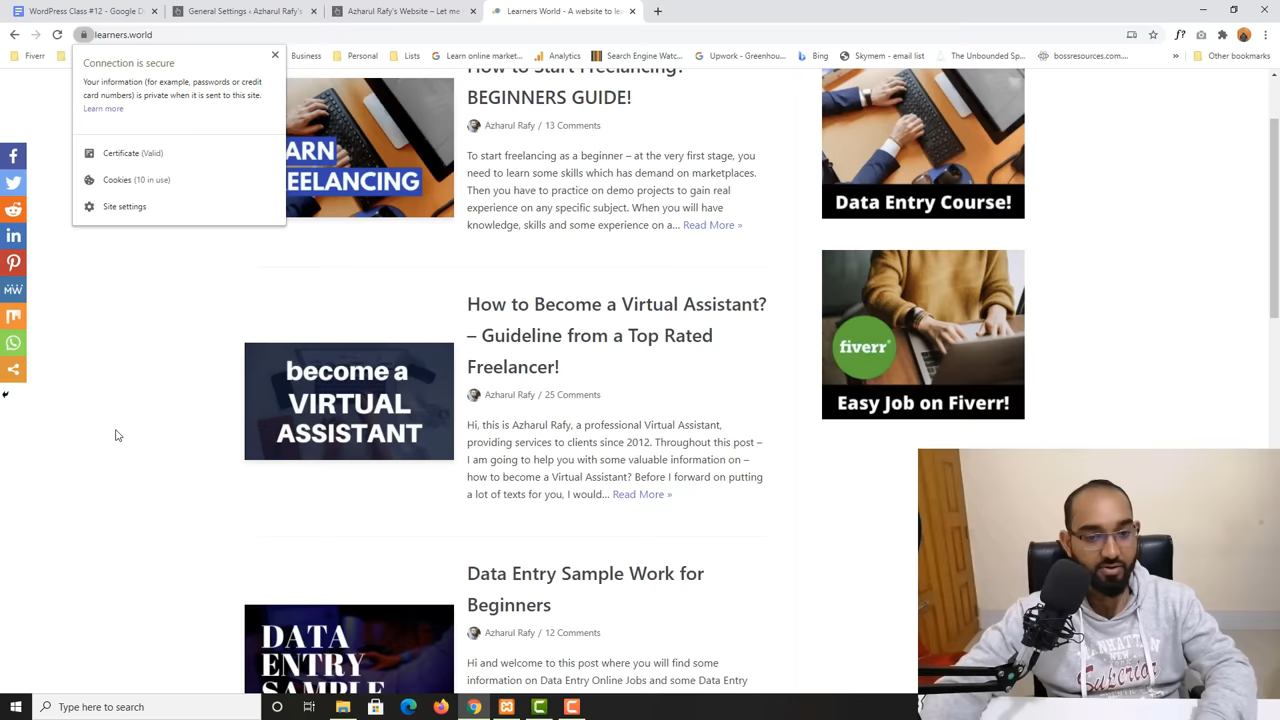 WordPress Class #12 - Google D
General Settings ‹ Azharul Rafy's
Azharul Rafy's Website – Let me
Learners World - A website to le
learners.world
Fiverr
Business
Personal
Lists
Learn online market...
Analytics
Search Engine Watc...
Upwork - Greenhou...
Bing
Skymem - email list
The Unbounded Sp...
bossresources.com...
Other bookmarks
Connection is secure
Your information (for example, passwords or credit
card numbers) is private when it is sent to this site.
Learn more
Certificate (Valid)
Cookies (10 in use)
Site settings
ARN
EELANCING
How to Start Freelancing?
BEGINNERS GUIDE!
Azharul Rafy / 13 Comments
To start freelancing as a beginner – at the very first stage, you
need to learn some skills which has demand on marketplaces.
Then you have to practice on demo projects to gain real
experience on any specific subject. When you will have
knowledge, skills and some experience on a... Read More »
become a
VIRTUAL
ASSISTANT
How to Become a Virtual Assistant?
– Guideline from a Top Rated
Freelancer!
Azharul Rafy / 25 Comments
Hi, this is Azharul Rafy, a professional Virtual Assistant,
providing services to clients since 2012. Throughout this post –
I am going to help you with some valuable information on –
how to become a Virtual Assistant? Before I forward on putting
a lot of texts for you, I would... Read More »
DATA
ENTRY
SAMPLE
Data Entry Sample Work for
Beginners
Azharul Rafy / 12 Comments
Hi and welcome to this post where you will find some
information on Data Entry Online Jobs and some Data Entry
Data Entry Course!
fiverr
Easy Job on Fiverr!
MANHATTAN
Superior
Type here to search